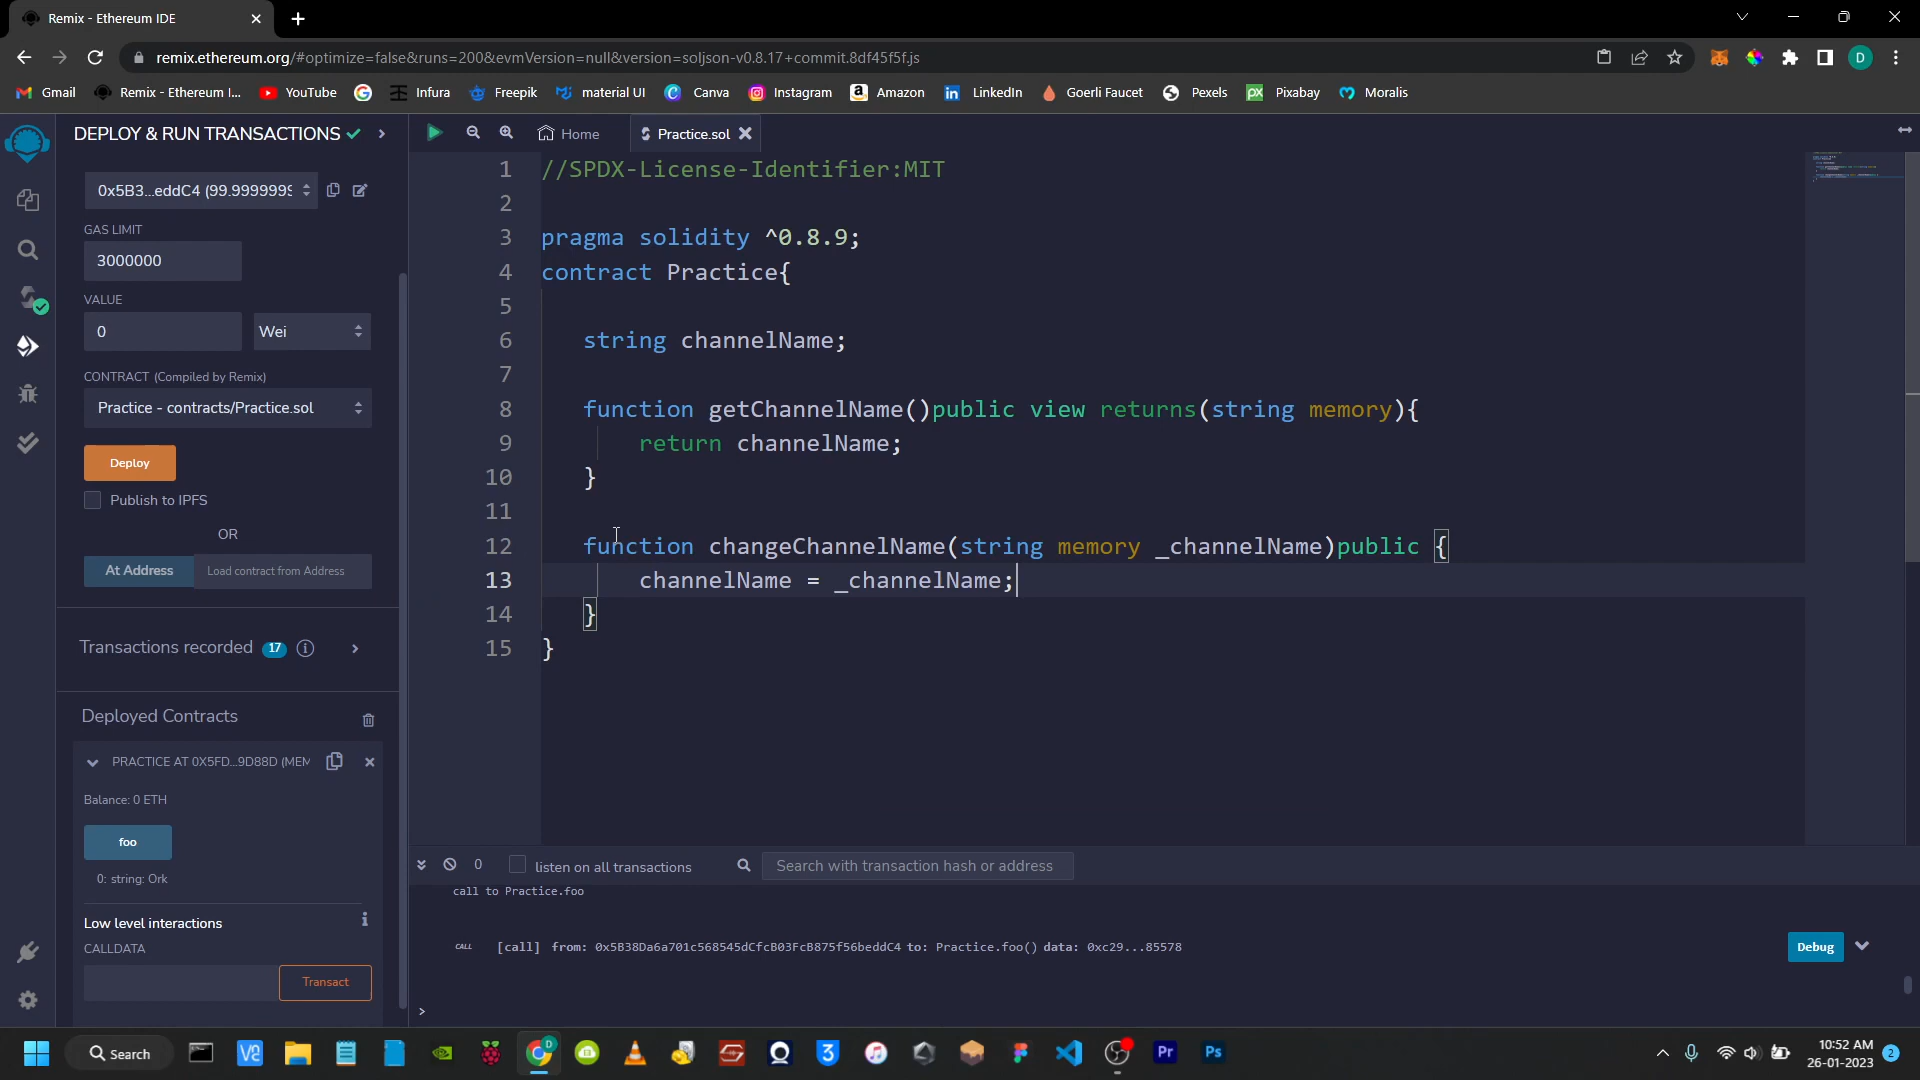 Remix - Ethereum IDE
remix.ethereum.org/#optimize=false&runs=200&evmVersion=null&version=soljson-v0.8.17+commit.8df45f5f.js
D
Gmail Remix - Ethereum I... YouTube Infura Freepik material UI Canva Instagram Amazon LinkedIn Goerli Faucet Pexels Pixabay Moralis
DEPLOY & RUN TRANSACTIONS
Home
Practice.sol
0x5B3...eddC4 (99.9999999
GAS LIMIT
3000000
VALUE
0
Wei
CONTRACT (Compiled by Remix)
Practice - contracts/Practice.sol
Deploy
Publish to IPFS
OR
At Address
Load contract from Address
Transactions recorded 17
Deployed Contracts
PRACTICE AT 0X5FD...9D88D (MEM
Balance: 0 ETH
foo
0: string: Ork
Low level interactions
CALLDATA
Transact
1 //SPDX-License-Identifier:MIT
2
3 pragma solidity ^0.8.9;
4 contract Practice{
5
6 string channelName;
7
8 function getChannelName()public view returns(string memory){
9 return channelName;
10 }
11
12 function changeChannelName(string memory _channelName)public {
13 channelName = _channelName;
14 }
15 }
0
listen on all transactions
Search with transaction hash or address
call to Practice.foo
CALL [call] from: 0x5B38Da6a701c568545dCfcB03FcB875f56beddC4 to: Practice.foo() data: 0xc29...85578
Debug
>
Search
D
Pr
Ps
10:52 AM
26-01-2023
2